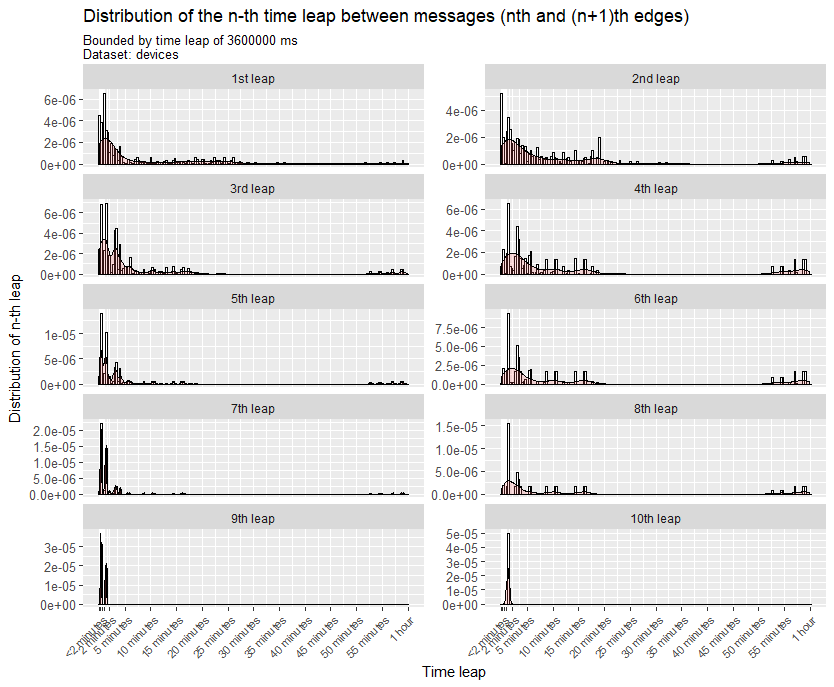 Distribution of the n-th time leap between messages (nth and (n+1)th edges)
Bounded by time leap of 3600000 ms
Dataset: devices
Distribution of n-th leap
1st leap
6e-06
4e-06
2e-06
0e+00
2nd leap
4e-06
2e-06
0e+00
3rd leap
6e-06
4e-06
2e-06
0e+00
4th leap
6e-06
4e-06
2e-06
0e+00
5th leap
1e-05
5e-06
0e+00
6th leap
7.5e-06
5.0e-06
2.5e-06
0.0e+00
7th leap
2.0e-05
1.5e-05
1.0e-05
5.0e-06
0.0e+00
8th leap
1.5e-05
1.0e-05
5.0e-06
0.0e+00
9th leap
3e-05
2e-05
1e-05
0e+00
10th leap
5e-05
4e-05
3e-05
2e-05
1e-05
0e+00
<2 minutes
2 minutes
5 minutes
10 minutes
15 minutes
20 minutes
25 minutes
30 minutes
35 minutes
40 minutes
45 minutes
50 minutes
55 minutes
1 hour
<2 minutes
2 minutes
5 minutes
10 minutes
15 minutes
20 minutes
25 minutes
30 minutes
35 minutes
40 minutes
45 minutes
50 minutes
55 minutes
1 hour
Time leap